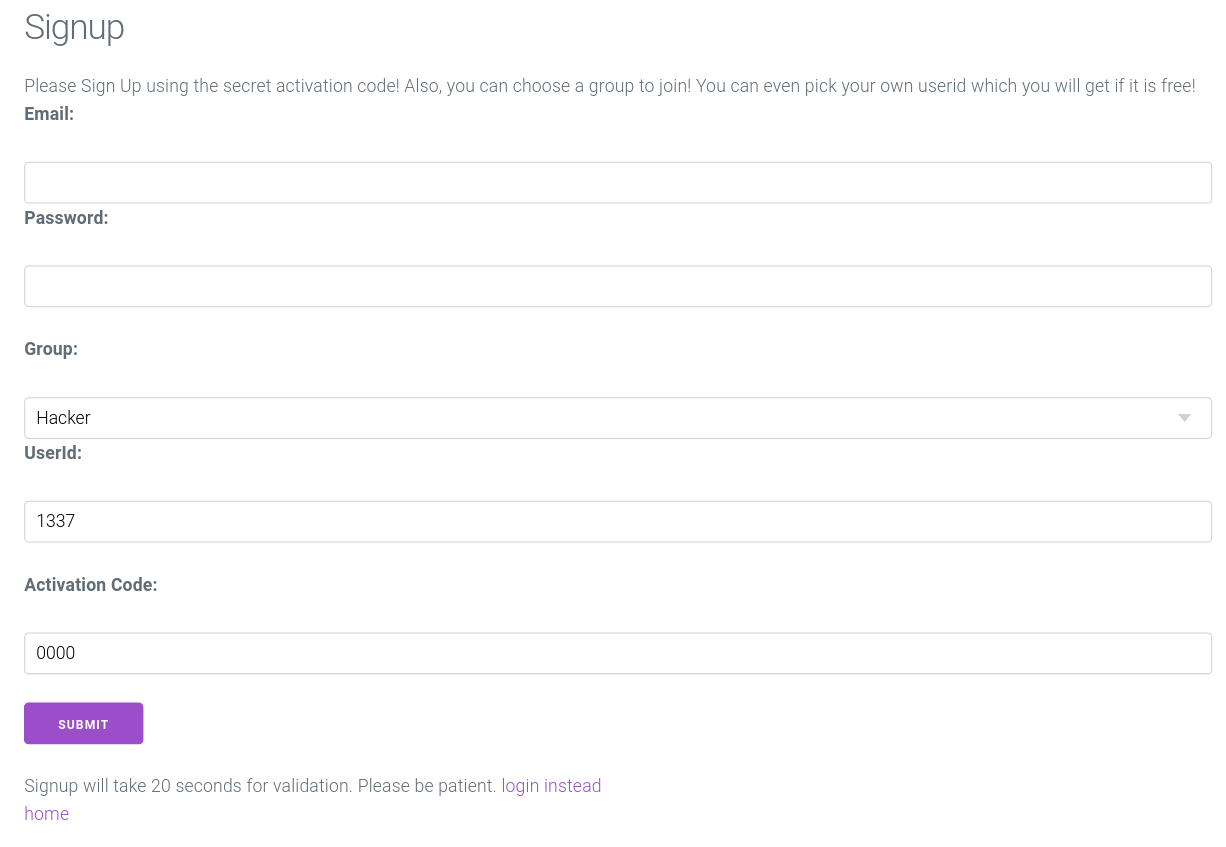 Signup
Please Sign Up using the secret activation code! Also, you can choose a group to join! You can even pick your own userid which you will get if it is free!
Email:
Password:
Group:
Hacker
UserId:
1337
Activation Code:
0000
SUBMIT
Signup will take 20 seconds for validation. Please be patient. login instead
home